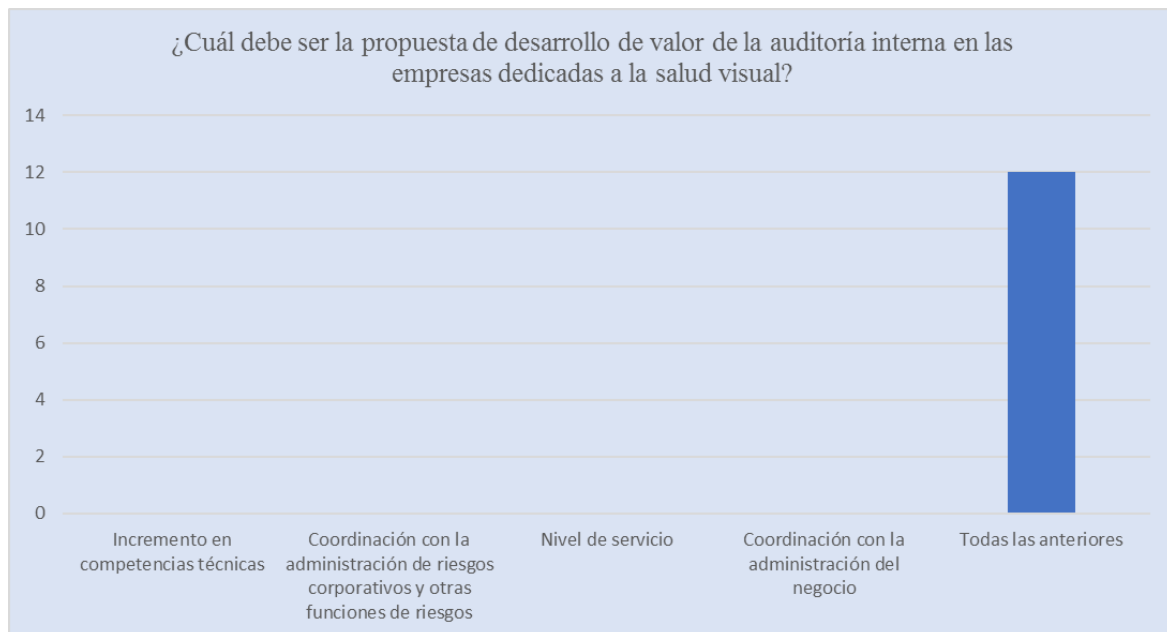 ¿Cuál debe ser la propuesta de desarrollo de valor de la auditoría interna en las
empresas dedicadas a la salud visual?
14
12
10
8
6
4
2
0
Incremento en
competencias técnicas
Coordinación con la
administración de riesgos
corporativos y otras
funciones de riesgos
Nivel de servicio
Coordinación con la
administración del
negocio
Todas las anteriores